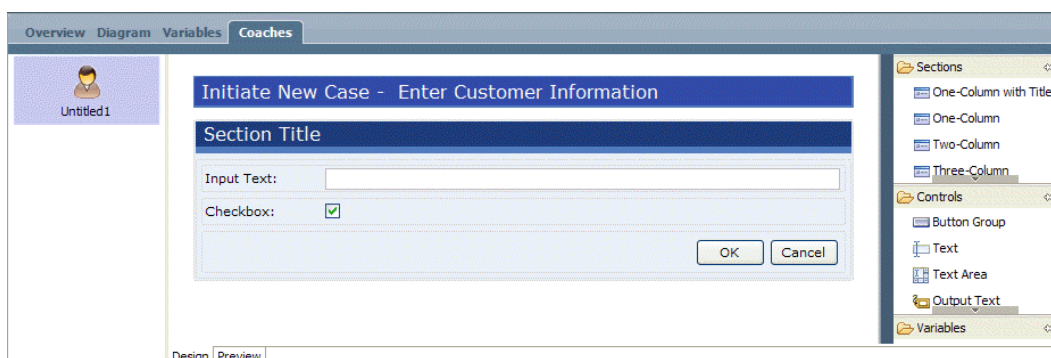 Overview Diagram Variables Coaches
Untitled1
Initiate New Case - Enter Customer Information
Section Title
Input Text:
Checkbox:
OK Cancel
Design Preview
Sections
One-Column with Title
One-Column
Two-Column
Three-Column
Controls
Button Group
Text
Text Area
Output Text
Variables